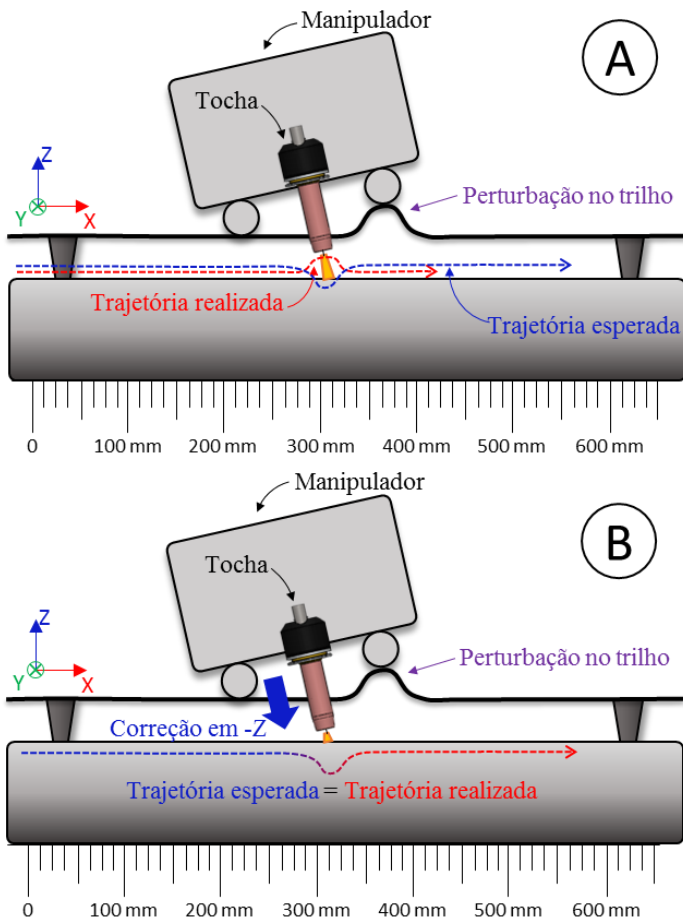 Manipulador
A
Tocha
Z
Y
X
Perturbação no trilho
Trajetória realizada
Trajetória esperada
0 100 mm 200 mm 300 mm 400 mm 500 mm 600 mm
Manipulador
B
Tocha
Z
Y
X
Perturbação no trilho
Correção em -Z
Trajetória esperada = Trajetória realizada
0 100 mm 200 mm 300 mm 400 mm 500 mm 600 mm